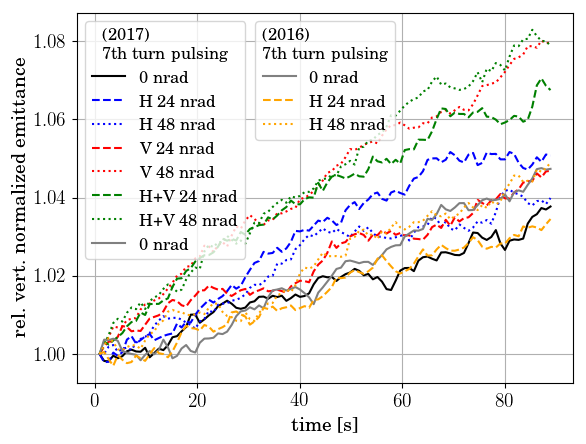 (2017)
7th turn pulsing
0 nrad
H 24 nrad
H 48 nrad
V 24 nrad
V 48 nrad
H+V 24 nrad
H+V 48 nrad
0 nrad
(2016)
7th turn pulsing
0 nrad
H 24 nrad
H 48 nrad
rel. vert. normalized emittance
1.08
1.06
1.04
1.02
1.00
0
20
40
60
80
time [s]